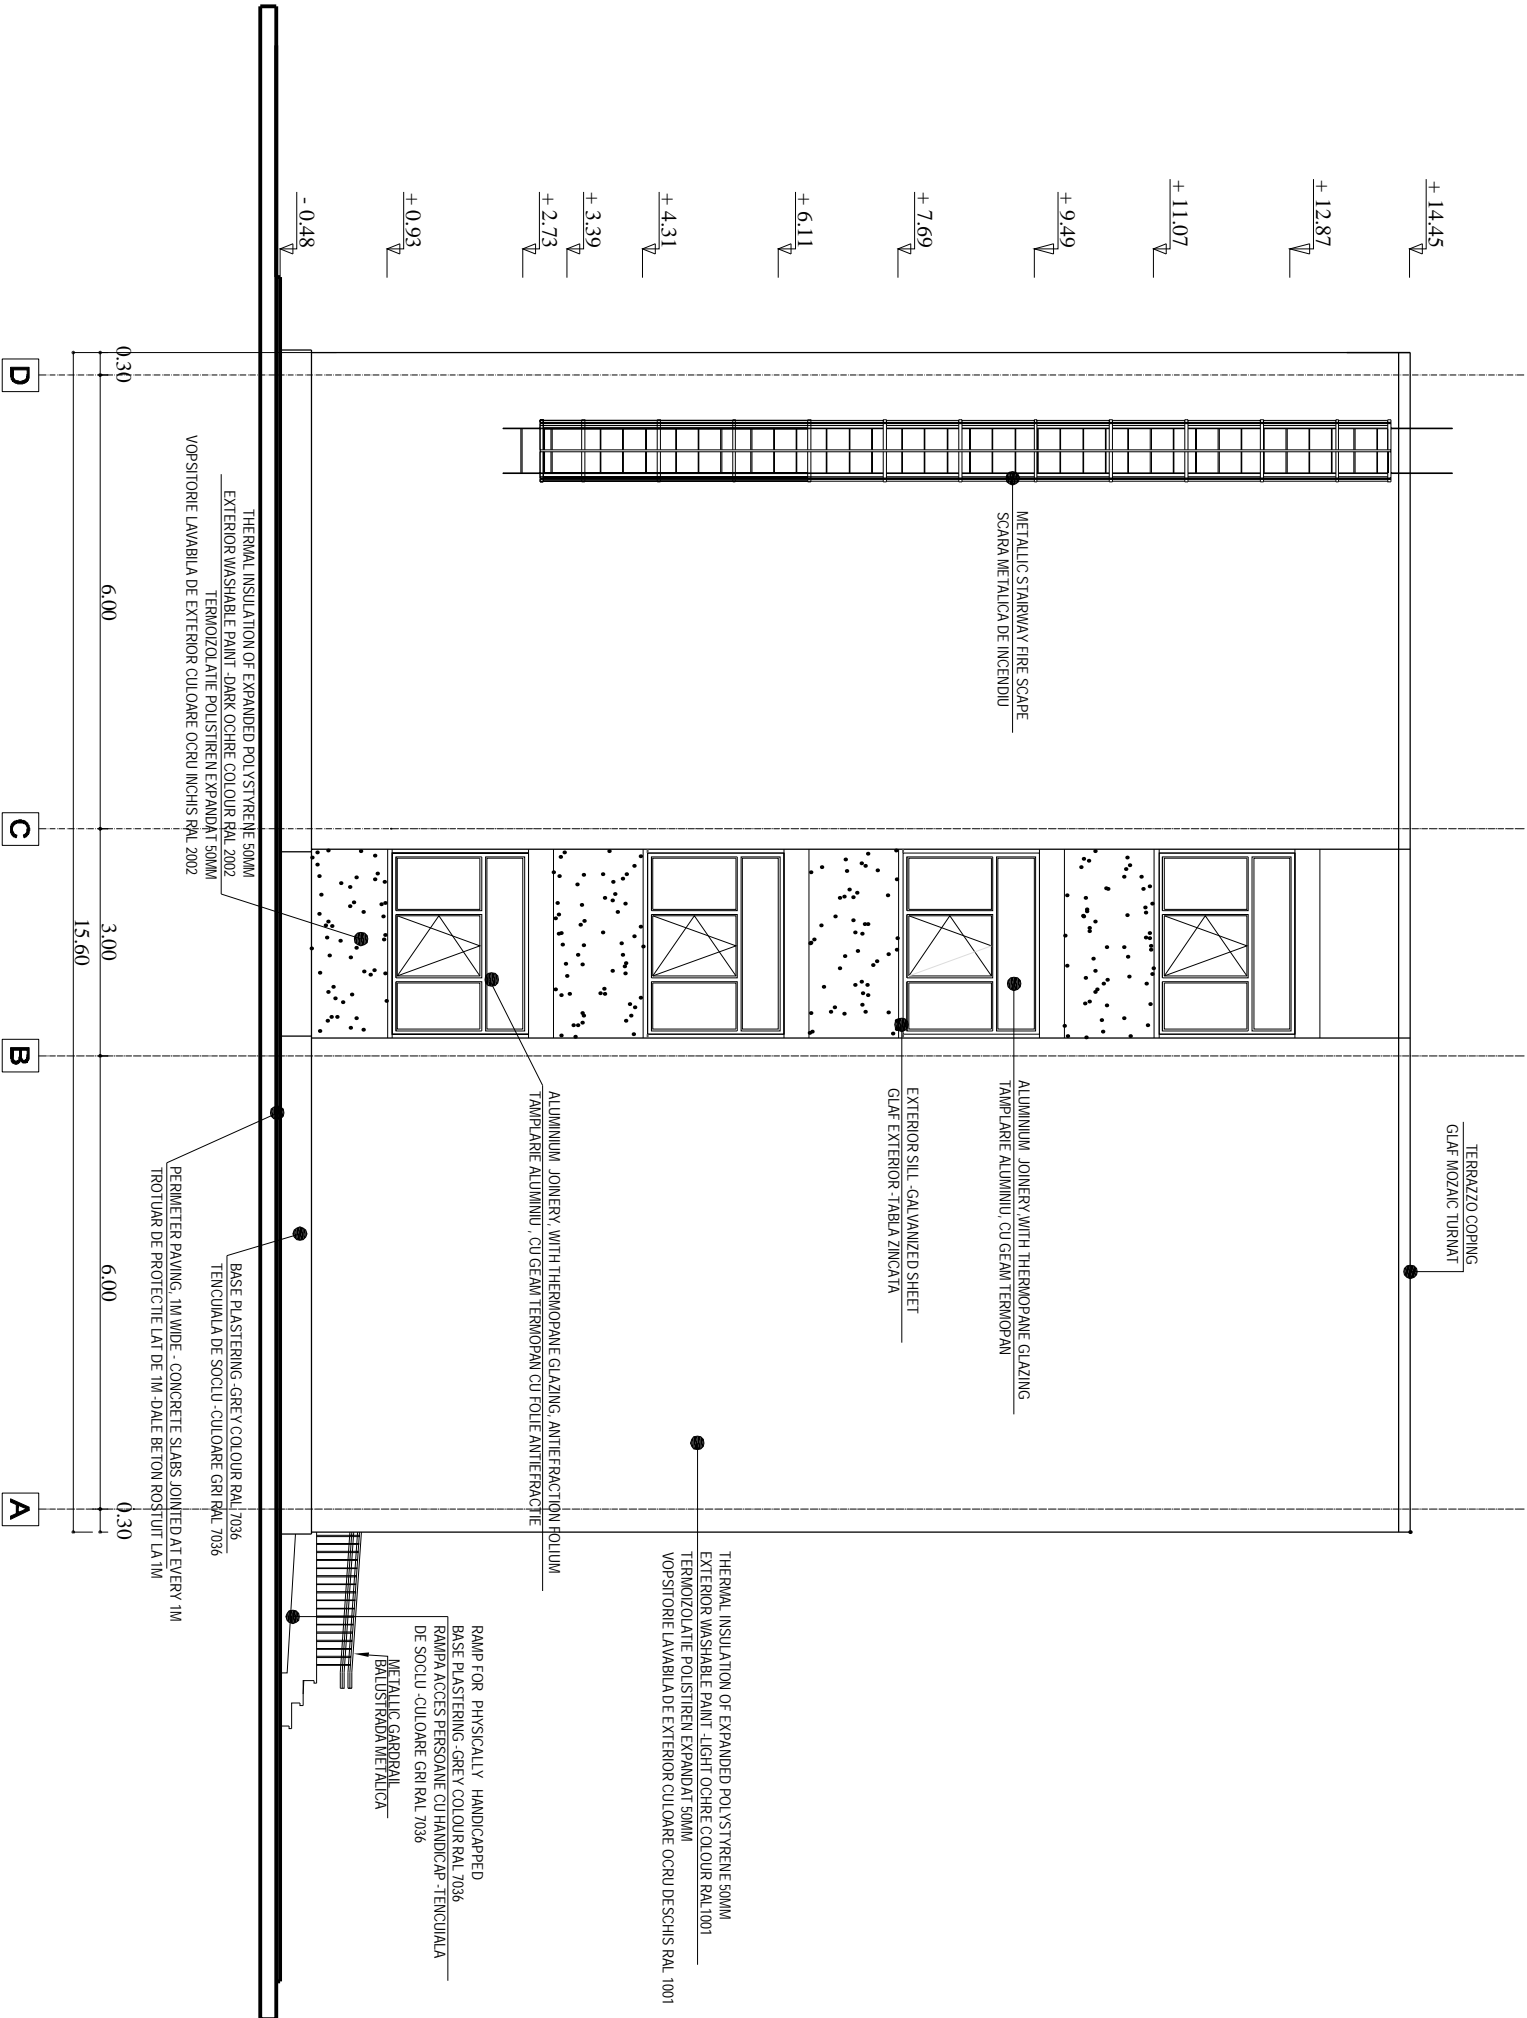 TERRAZZO COPING
GLAF MOZAIC TURNAT
+ 14.45
+ 12.87
+ 11.07
+ 9.49
+ 7.69
+ 6.11
+ 4.31
+ 3.39
+ 2.73
+ 0.93
- 0.48
METALLIC STAIRWAY FIRE SCAPE
SCARA METALICA DE INCENDIU
ALUMINIUM JOINERY,WITH THERMOPANE GLAZING
TAMPLARIE ALUMINIU, CU GEAM TERMOPAN
EXTERIOR SILL -GALVANIZED SHEET
GLAF EXTERIOR -TABLA ZINCATA
THERMAL INSULATION OF EXPANDED POLYSTYRENE 50MM
EXTERIOR WASHABLE PAINT -LIGHT OCHRE COLOUR RAL1001
TERMOIZOLATIE POLISTIREN EXPANDAT 50MM
VOPSITORIE LAVABILA DE EXTERIOR CULOARE OCRU DESCHIS RAL 1001
ALUMINIUM JOINERY, WITH THERMOPANE GLAZING, ANTIEFRACTION FOLIUM
TAMPLARIE ALUMINIU , CU GEAM TERMOPAN CU FOLIE ANTIEFRACTIE
RAMP FOR PHYSICALLY HANDICAPPED
BASE PLASTERING -GREY COLOUR RAL 7036
RAMPA ACCES PERSOANE CU HANDICAP -TENCUIALA
DE SOCLU -CULOARE GRI RAL 7036
METALLIC GARDRAIL
BALUSTRADA METALICA
THERMAL INSULATION OF EXPANDED POLYSTYRENE 50MM
EXTERIOR WASHABLE PAINT -DARK OCHRE COLOUR RAL 2002
TERMOIZOLATIE POLISTIREN EXPANDAT 50MM
VOPSITORIE LAVABILA DE EXTERIOR CULOARE OCRU INCHIS RAL 2002
BASE PLASTERING -GREY COLOUR RAL 7036
TENCUIALA DE SOCLU -CULOARE GRI RAL 7036
PERIMETER PAVING, 1M WIDE - CONCRETE SLABS JOINTED AT EVERY 1M
TROTUAR DE PROTECTIE LAT DE 1M -DALE BETON ROSTUIT LA 1M
0.30
6.00
3.00
6.00
0.30
15.60
D
C
B
A